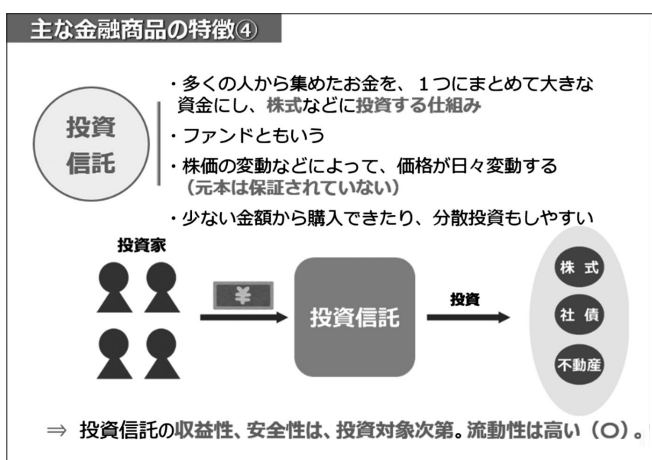 主な金融商品の特徴④
投資
信託
・多くの人から集めたお金を、１つにまとめて大きな
資金にし、株式などに投資する仕組み
・ファンドともいう
・株価の変動などによって、価格が日々変動する
（元本は保証されていない）
・少ない金額から購入できたり、分散投資もしやすい
投資家
¥
投資信託
投資
株 式
社 債
不動産
⇒ 投資信託の収益性、安全性は、投資対象次第。流動性は高い（○）。